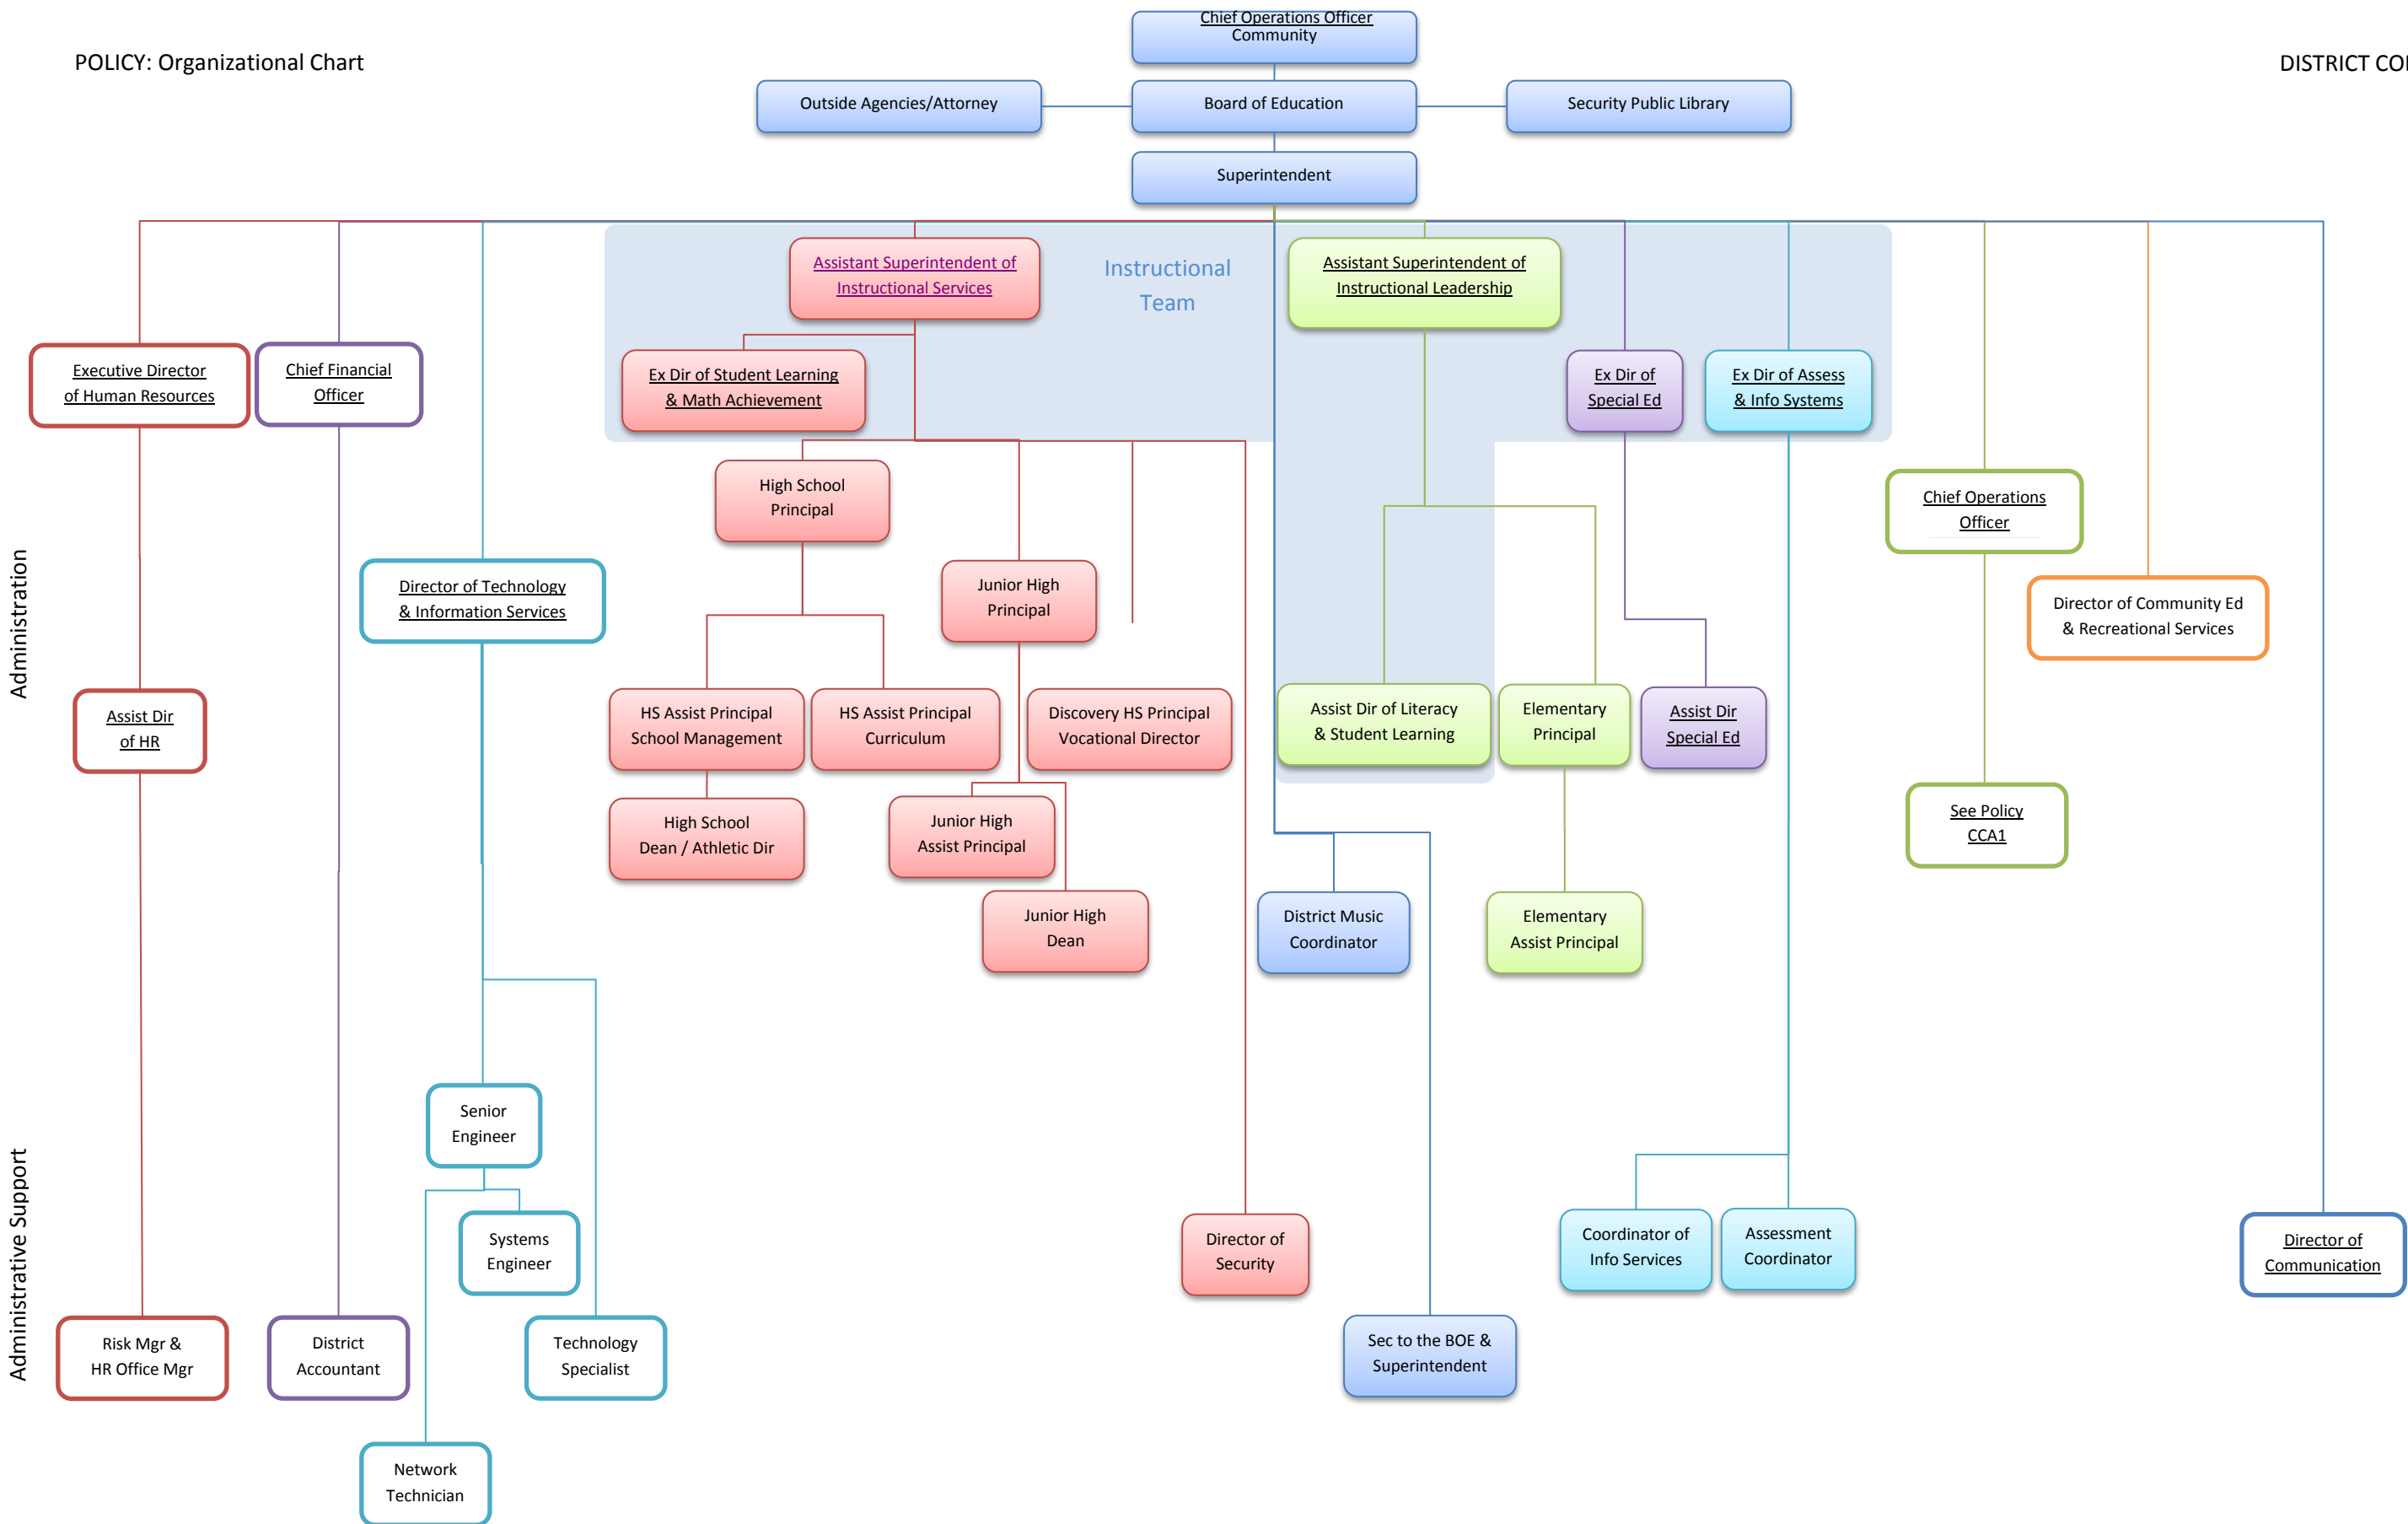 Chief Operations Officer
Community
POLICY: Organizational Chart
DISTRICT CO
Outside Agencies/Attorney
Board of Education
Security Public Library
Superintendent
Assistant Superintendent of
Instructional Services
Instructional
Team
Assistant Superintendent of
Instructional Leadership
Executive Director
of Human Resources
Chief Financial
Officer
Ex Dir of Student Learning
& Math Achievement
Ex Dir of
Special Ed
Ex Dir of Assess
& Info Systems
High School
Principal
Chief Operations
Officer
Administration
Director of Technology
& Information Services
Junior High
Principal
Director of Community Ed
& Recreational Services
Assist Dir
of HR
HS Assist Principal
School Management
HS Assist Principal
Curriculum
Discovery HS Principal
Vocational Director
Assist Dir of Literacy
& Student Learning
Elementary
Principal
Assist Dir
Special Ed
High School
Dean / Athletic Dir
Junior High
Assist Principal
See Policy
CCA1
Junior High
Dean
District Music
Coordinator
Elementary
Assist Principal
Senior
Engineer
Administrative Support
Systems
Engineer
Director of
Security
Coordinator of
Info Services
Assessment
Coordinator
Director of
Communication
Risk Mgr &
HR Office Mgr
District
Accountant
Technology
Specialist
Sec to the BOE &
Superintendent
Network
Technician